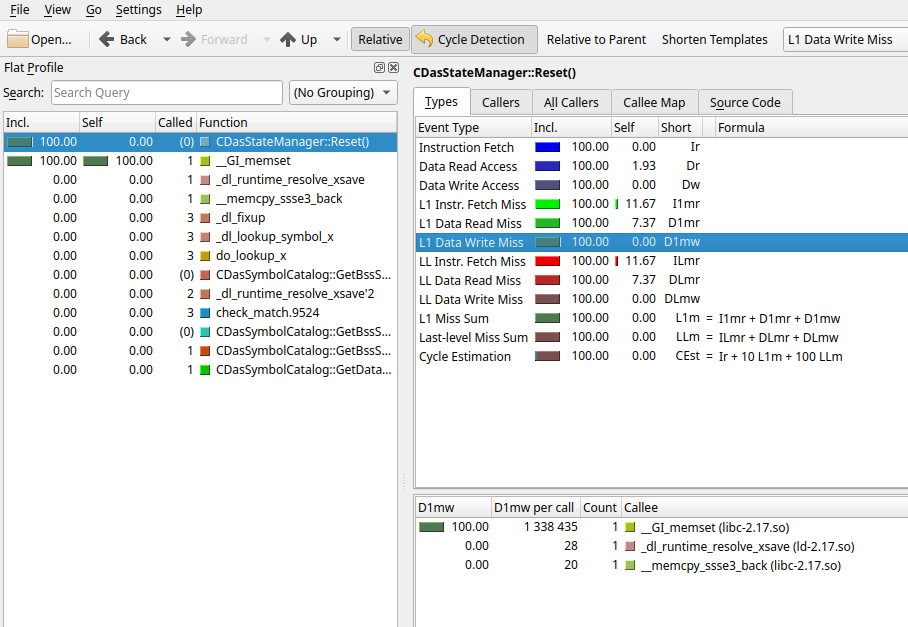 File View Go Settings Help
Open... Back Forward Up Relative Cycle Detection Relative to Parent Shorten Templates L1 Data Write Miss
Flat Profile
Search: Search Query (No Grouping)
Incl. Self Called Function
100.00 0.00 (0) CDasStateManager::Reset()
100.00 100.00 1 __GI_memset
0.00 0.00 1 _dl_runtime_resolve_xsave
0.00 0.00 1 __memcpy_ssse3_back
0.00 0.00 3 _dl_fixup
0.00 0.00 3 _dl_lookup_symbol_x
0.00 0.00 3 do_lookup_x
0.00 0.00 (0) CDasSymbolCatalog::GetBssS...
0.00 0.00 2 _dl_runtime_resolve_xsave'2
0.00 0.00 3 check_match.9524
0.00 0.00 (0) CDasSymbolCatalog::GetBssS...
0.00 0.00 1 CDasSymbolCatalog::GetBssS...
0.00 0.00 1 CDasSymbolCatalog::GetData...
CDasStateManager::Reset()
Types Callers All Callers Callee Map Source Code
Event Type Incl. Self Short Formula
Instruction Fetch 100.00 0.00 Ir
Data Read Access 100.00 1.93 Dr
Data Write Access 100.00 0.00 Dw
L1 Instr. Fetch Miss 100.00 11.67 I1mr
L1 Data Read Miss 100.00 7.37 D1mr
L1 Data Write Miss 100.00 0.00 D1mw
LL Instr. Fetch Miss 100.00 11.67 ILmr
LL Data Read Miss 100.00 7.37 DLmr
LL Data Write Miss 100.00 0.00 DLmw
L1 Miss Sum 100.00 0.00 L1m = I1mr + D1mr + D1mw
Last-level Miss Sum 100.00 0.00 LLm = ILmr + DLmr + DLmw
Cycle Estimation 100.00 0.00 CEst = Ir + 10 L1m + 100 LLm
D1mw D1mw per call Count Callee
100.00 1 338 435 1 __GI_memset (libc-2.17.so)
0.00 28 1 _dl_runtime_resolve_xsave (ld-2.17.so)
0.00 20 1 __memcpy_ssse3_back (libc-2.17.so)